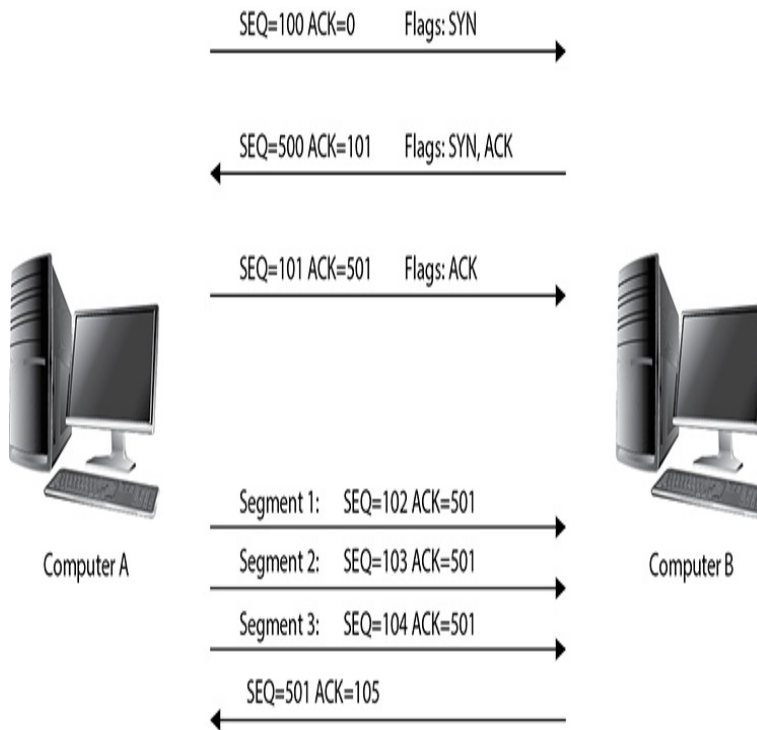 SEQ=100 ACK=0 Flags: SYN
SEQ=500 ACK=101 Flags: SYN, ACK
SEQ=101 ACK=501 Flags: ACK
Segment 1: SEQ=102 ACK=501
Segment 2: SEQ=103 ACK=501
Segment 3: SEQ=104 ACK=501
SEQ=501 ACK=105
Computer A
Computer B